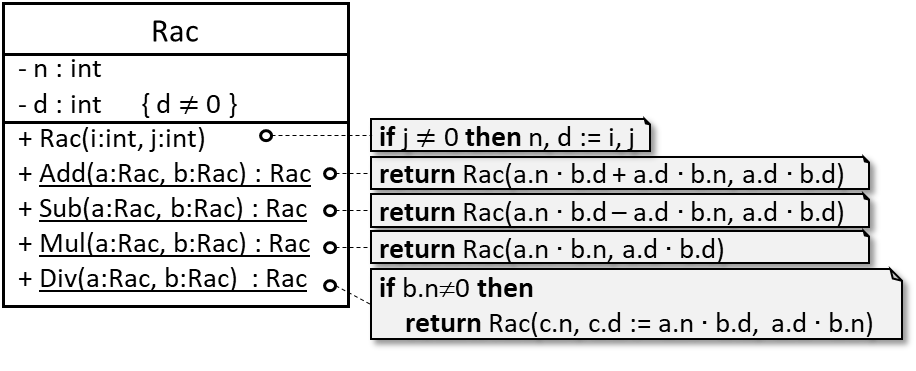 Rac
- n : int
- d : int { d ≠ 0 }
+ Rac(i:int, j:int)
if j ≠ 0 then n, d := i, j
+ Add(a:Rac, b:Rac) : Rac
return Rac(a.n · b.d + a.d · b.n, a.d · b.d)
+ Sub(a:Rac, b:Rac) : Rac
return Rac(a.n · b.d – a.d · b.n, a.d · b.d)
+ Mul(a:Rac, b:Rac) : Rac
return Rac(a.n · b.n, a.d · b.d)
+ Div(a:Rac, b:Rac) : Rac
if b.n≠0 then
return Rac(c.n, c.d := a.n · b.d, a.d · b.n)